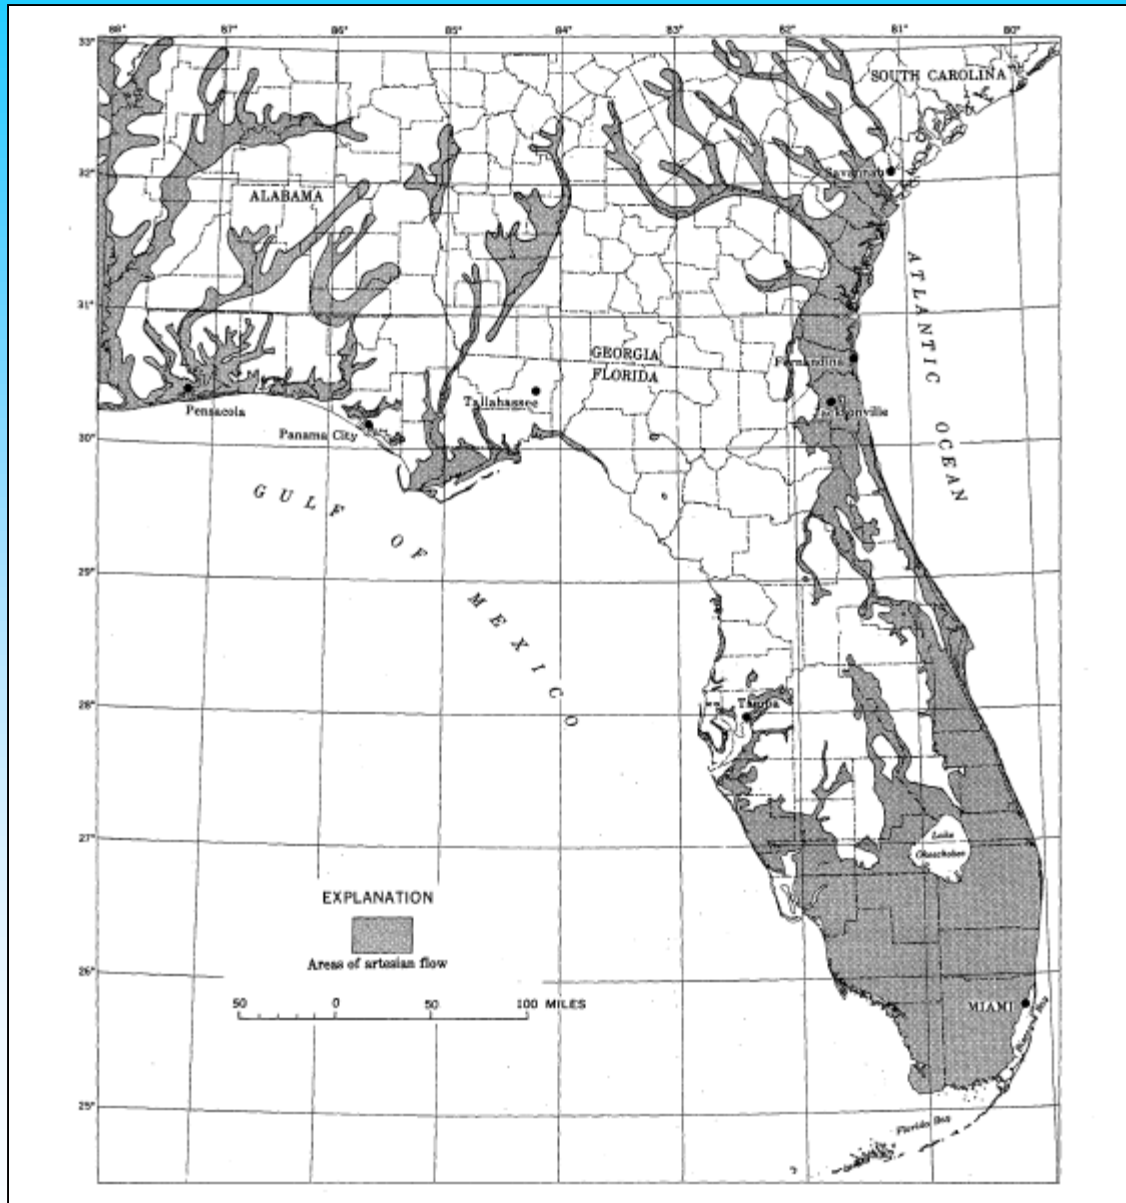 88° 87° 86° 85° 84° 83° 82° 81° 80°
33°
SOUTH CAROLINA
32°
Savannah
ALABAMA
ATLANTIC OCEAN
31°
GEORGIA
Fernandina
FLORIDA
Tallahassee
Jacksonville
Pensacola
Panama City
30°
GULF OF MEXICO
29°
28°
Tampa
27°
Lake
Okeechobee
EXPLANATION
Areas of artesian flow
26°
50 0 50 100 MILES
MIAMI
Biscayne Bay
25°
Florida Bay